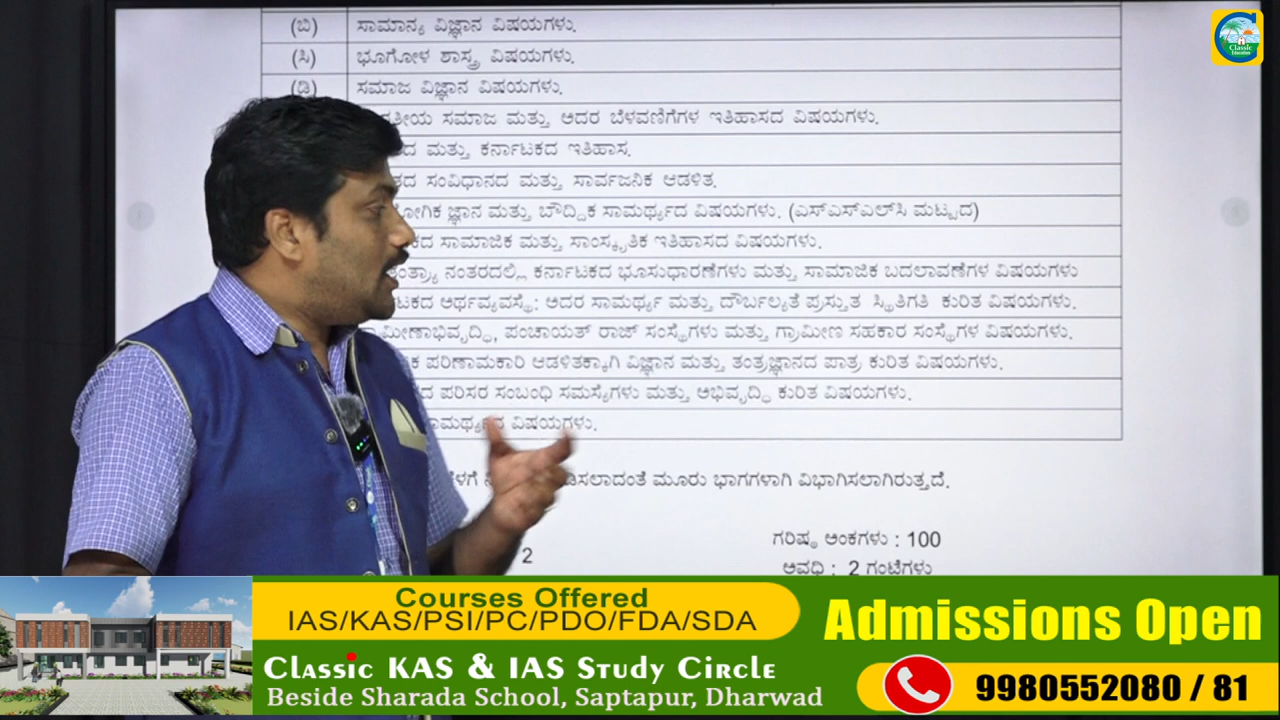 (ಬಿ) ಸಾಮಾನ್ಯ ವಿಜ್ಞಾನ ವಿಷಯಗಳು.
(ಸಿ) ಭೂಗೋಳ ಶಾಸ್ತ್ರ ವಿಷಯಗಳು.
(ಡಿ) ಸಮಾಜ ವಿಜ್ಞಾನ ವಿಷಯಗಳು.
ಸಮಾಜ ಮತ್ತು ಅದರ ಬೆಳವಣಿಗೆಗಳ ಇತಿಹಾಸದ ವಿಷಯಗಳು.
ಮತ್ತು ಕರ್ನಾಟಕದ ಇತಿಹಾಸ.
ಸಂವಿಧಾನದ ಮತ್ತು ಸಾರ್ವಜನಿಕ ಆಡಳಿತ.
ಜ್ಞಾನ ಮತ್ತು ಬೌದ್ಧಿಕ ಸಾಮರ್ಥ್ಯದ ವಿಷಯಗಳು. (ಎಸ್‌ಎಸ್‌ಎಲ್‌ಸಿ ಮಟ್ಟದ)
ಸಾಮಾಜಿಕ ಮತ್ತು ಸಾಂಸ್ಕೃತಿಕ ಇತಿಹಾಸದ ವಿಷಯಗಳು.
ನಂತರದಲ್ಲಿ ಕರ್ನಾಟಕದ ಭೂಸುಧಾರಣೆಗಳು ಮತ್ತು ಸಾಮಾಜಿಕ ಬದಲಾವಣೆಗಳ ವಿಷಯಗಳು
ಅರ್ಥವ್ಯವಸ್ಥೆ: ಅದರ ಸಾಮರ್ಥ್ಯ ಮತ್ತು ದೌರ್ಬಲ್ಯತೆ ಪ್ರಸ್ತುತ ಸ್ಥಿತಿಗತಿ ಕುರಿತ ವಿಷಯಗಳು.
ಪಂಚಾಯತ್ ರಾಜ್ ಸಂಸ್ಥೆಗಳು ಮತ್ತು ಗ್ರಾಮೀಣ ಸಹಕಾರ ಸಂಸ್ಥೆಗಳ ವಿಷಯಗಳು.
ಪರಿಣಾಮಕಾರಿ ಆಡಳಿತಕ್ಕಾಗಿ ವಿಜ್ಞಾನ ಮತ್ತು ತಂತ್ರಜ್ಞಾನದ ಪಾತ್ರ ಕುರಿತ ವಿಷಯಗಳು.
ಪರಿಸರ ಸಂಬಂಧಿ ಸಮಸ್ಯೆಗಳು ಮತ್ತು ಅಭಿವೃದ್ಧಿ ಕುರಿತ ವಿಷಯಗಳು.
ವಿಷಯಗಳು.
ಮೂರು ಭಾಗಗಳಾಗಿ ವಿಭಾಗಿಸಲಾಗಿರುತ್ತದೆ.
2 ಗರಿಷ್ಠ ಅಂಕಗಳು : 100
ಅವಧಿ : 2 ಗಂಟೆಗಳು
Classic
Education
Courses Offered
IAS/KAS/PSI/PC/PDO/FDA/SDA
Admissions Open
Classic KAS & IAS Study Circle
Beside Sharada School, Saptapur, Dharwad
9980552080 / 81